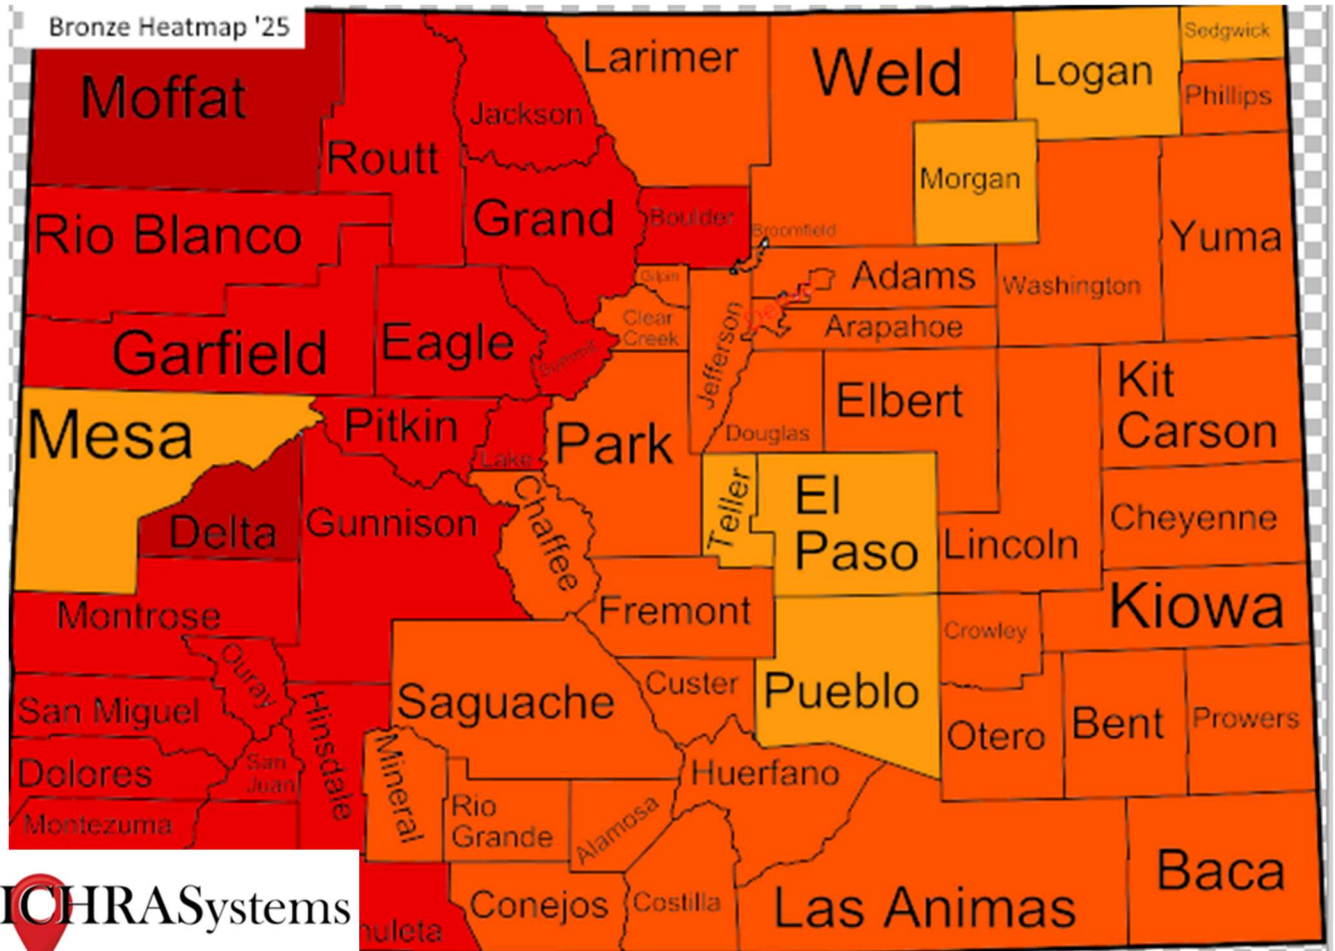 Bronze Heatmap '25
Sedgwick
Larimer
Weld
Logan
Moffat
Jackson
Phillips
Routt
Morgan
Rio Blanco
Grand
Boulder
Broomfield
Yuma
Gilpin
Adams
Washington
Denver
Clear
Creek
Jefferson
Arapahoe
Garfield
Eagle
Summit
Kit
Carson
Mesa
Pitkin
Lake
Park
Elbert
Douglas
Delta
Gunnison
Chaffee
Teller
El
Paso
Lincoln
Cheyenne
Montrose
Fremont
Crowley
Kiowa
Ouray
San Miguel
Hinsdale
Saguache
Custer
Pueblo
Otero
Bent
Prowers
Dolores
San
Juan
Mineral
Huerfano
Montezuma
Rio
Grande
Alamosa
Baca
ICHRASystems
huleta
Conejos
Costilla
Las Animas